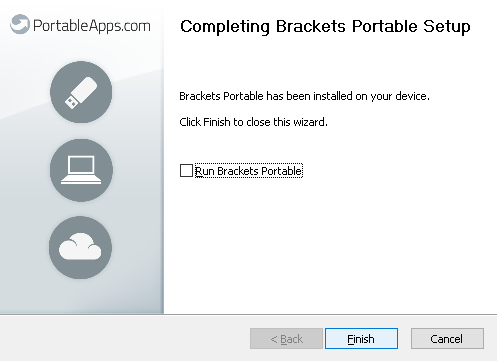 PortableApps.com
Completing Brackets Portable Setup
Brackets Portable has been installed on your device.
Click Finish to close this wizard.
Run Brackets Portable
< Back
Finish
Cancel